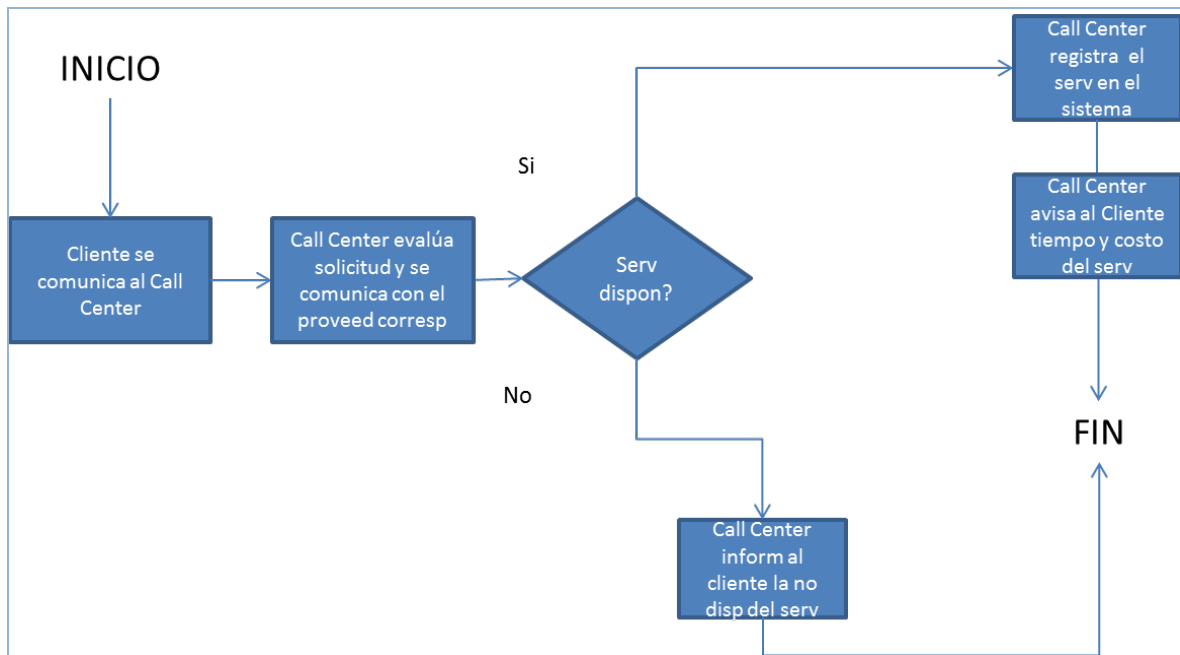 INICIO
Cliente se
comunica al Call
Center
Call Center evalúa
solicitud y se
comunica con el
proveed corresp
Serv
dispon?
Si
Call Center
registra el
serv en el
sistema
Call Center
avisa al Cliente
tiempo y costo
del serv
No
Call Center
inform al
cliente la no
disp del serv
FIN